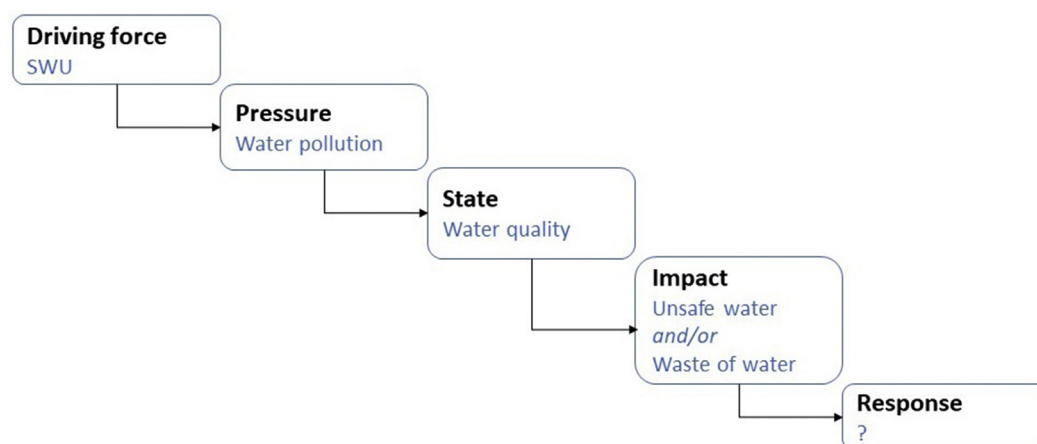 Driving force
SWU
Pressure
Water pollution
State
Water quality
Impact
Unsafe water
and/or
Waste of water
Response
?